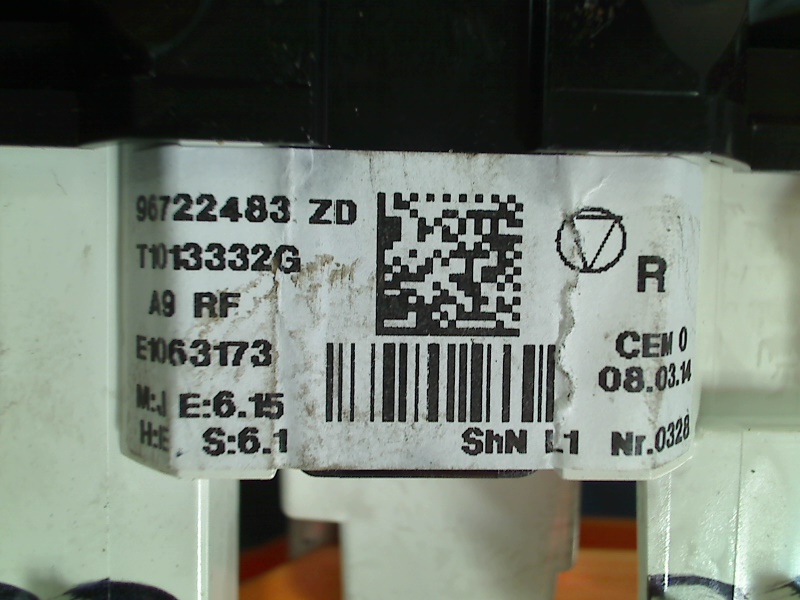 96722483 ZD
T1013332G
A9 RF
R
E1063173
CEM 0
08.03.14
M:J E:6.15
H:E S:6.1
ShN L1 Nr.0328